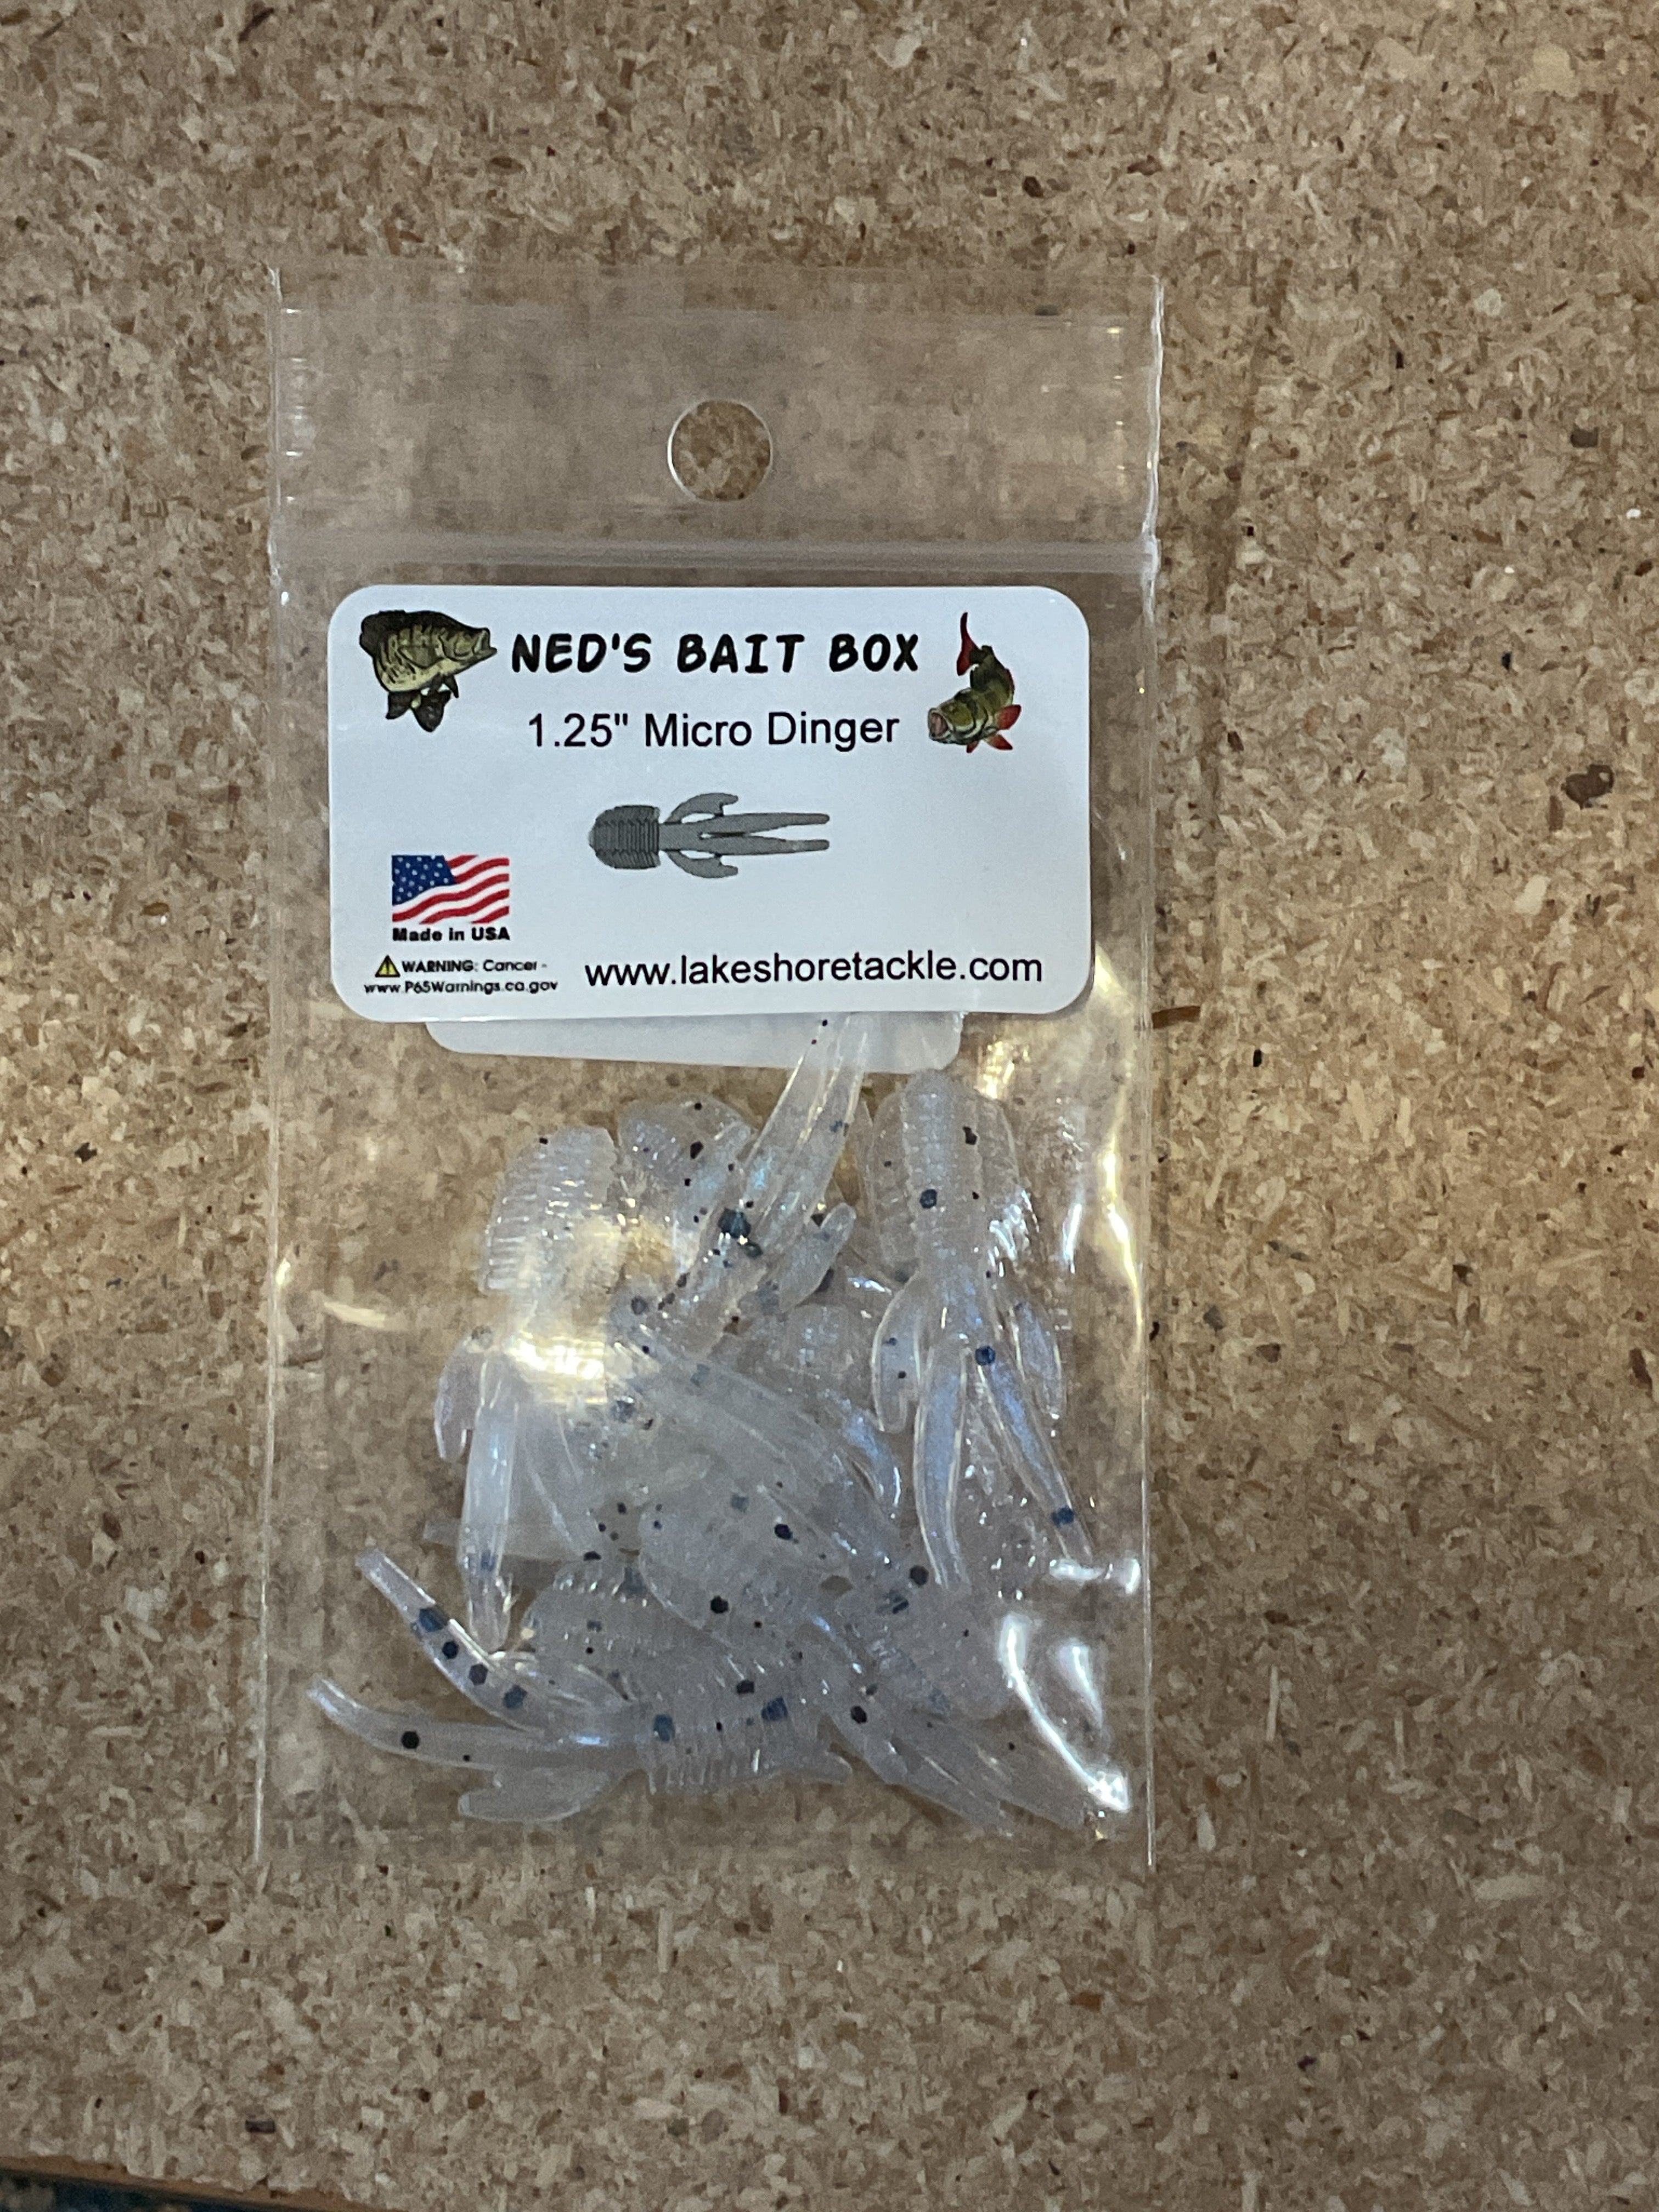 NED'S BAIT BOX
1.25" Micro Dinger
Made in USA
WARNING: Cancer -
www.P65Warnings.ca.gov
www.lakeshoretackle.com